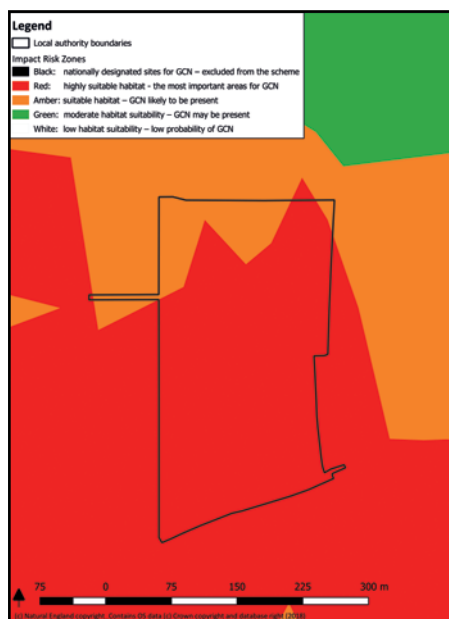 Legend
Local authority boundaries
Impact Risk Zones
Black: nationally designated sites for GCN – excluded from the scheme
Red: highly suitable habitat - the most important areas for GCN
Amber: suitable habitat – GCN likely to be present
Green: moderate habitat suitability – GCN may be present
White: low habitat suitability – low probability of GCN
75 0 75 150 225 300 m
(c) Natural England copyright. Contains OS data (c) Crown copyright and database right (2018)